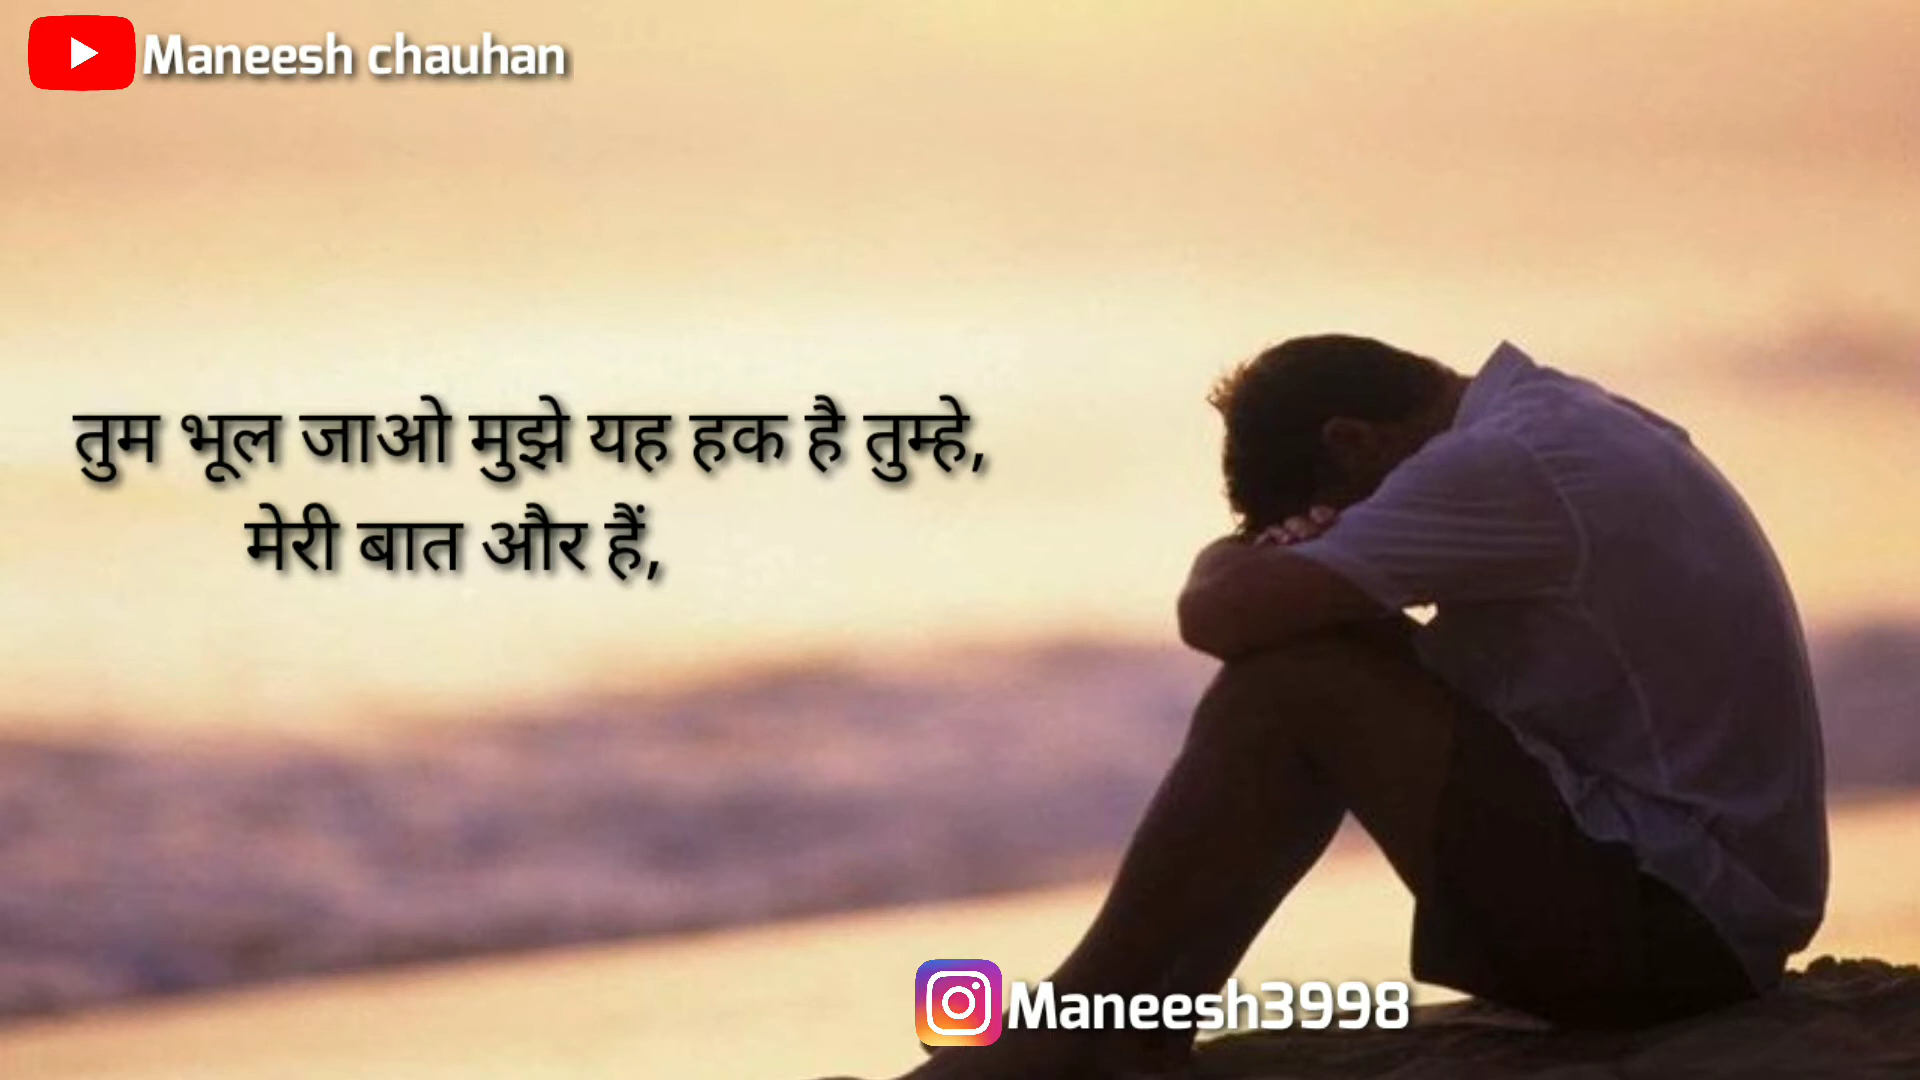 Maneesh chauhan
तुम भूल जाओ मुझे यह हक है तुम्हे,
मेरी बात और हैं,
Maneesh3998